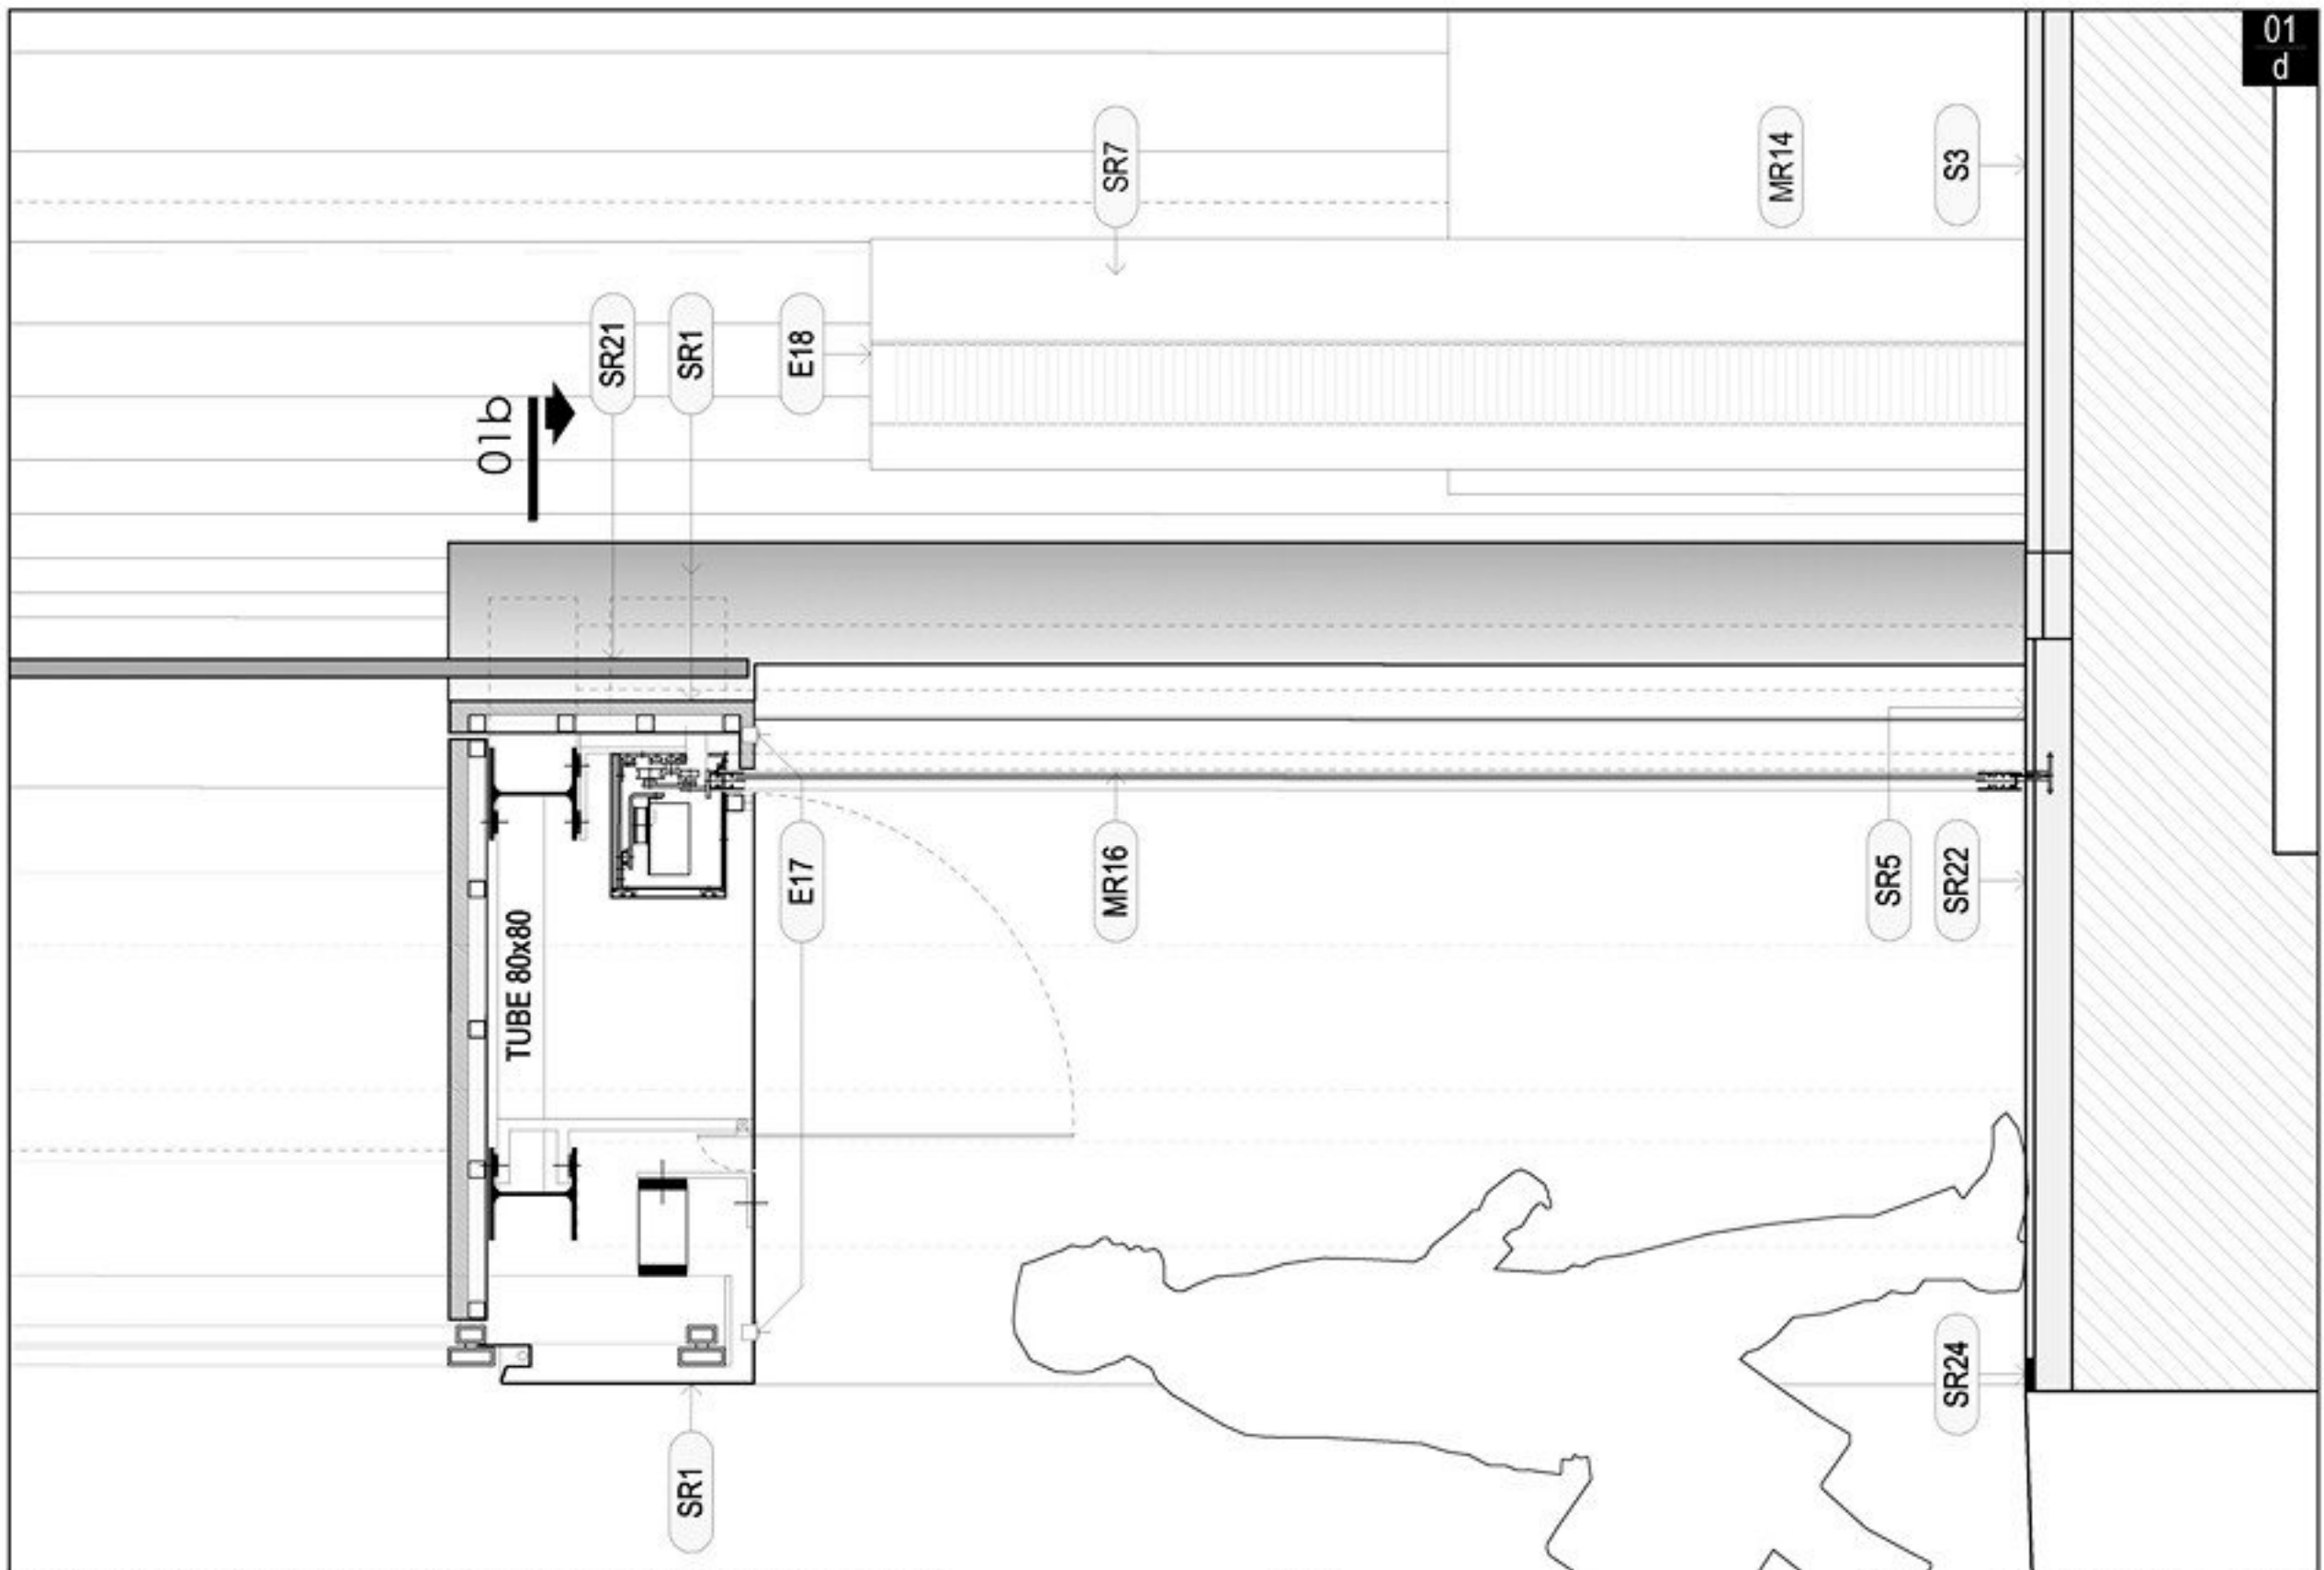 01
d
SR7
MR14
S3
SR21
SR1
E18
01b
TUBE 80x80
E17
MR16
SR5
SR22
SR24
SR1